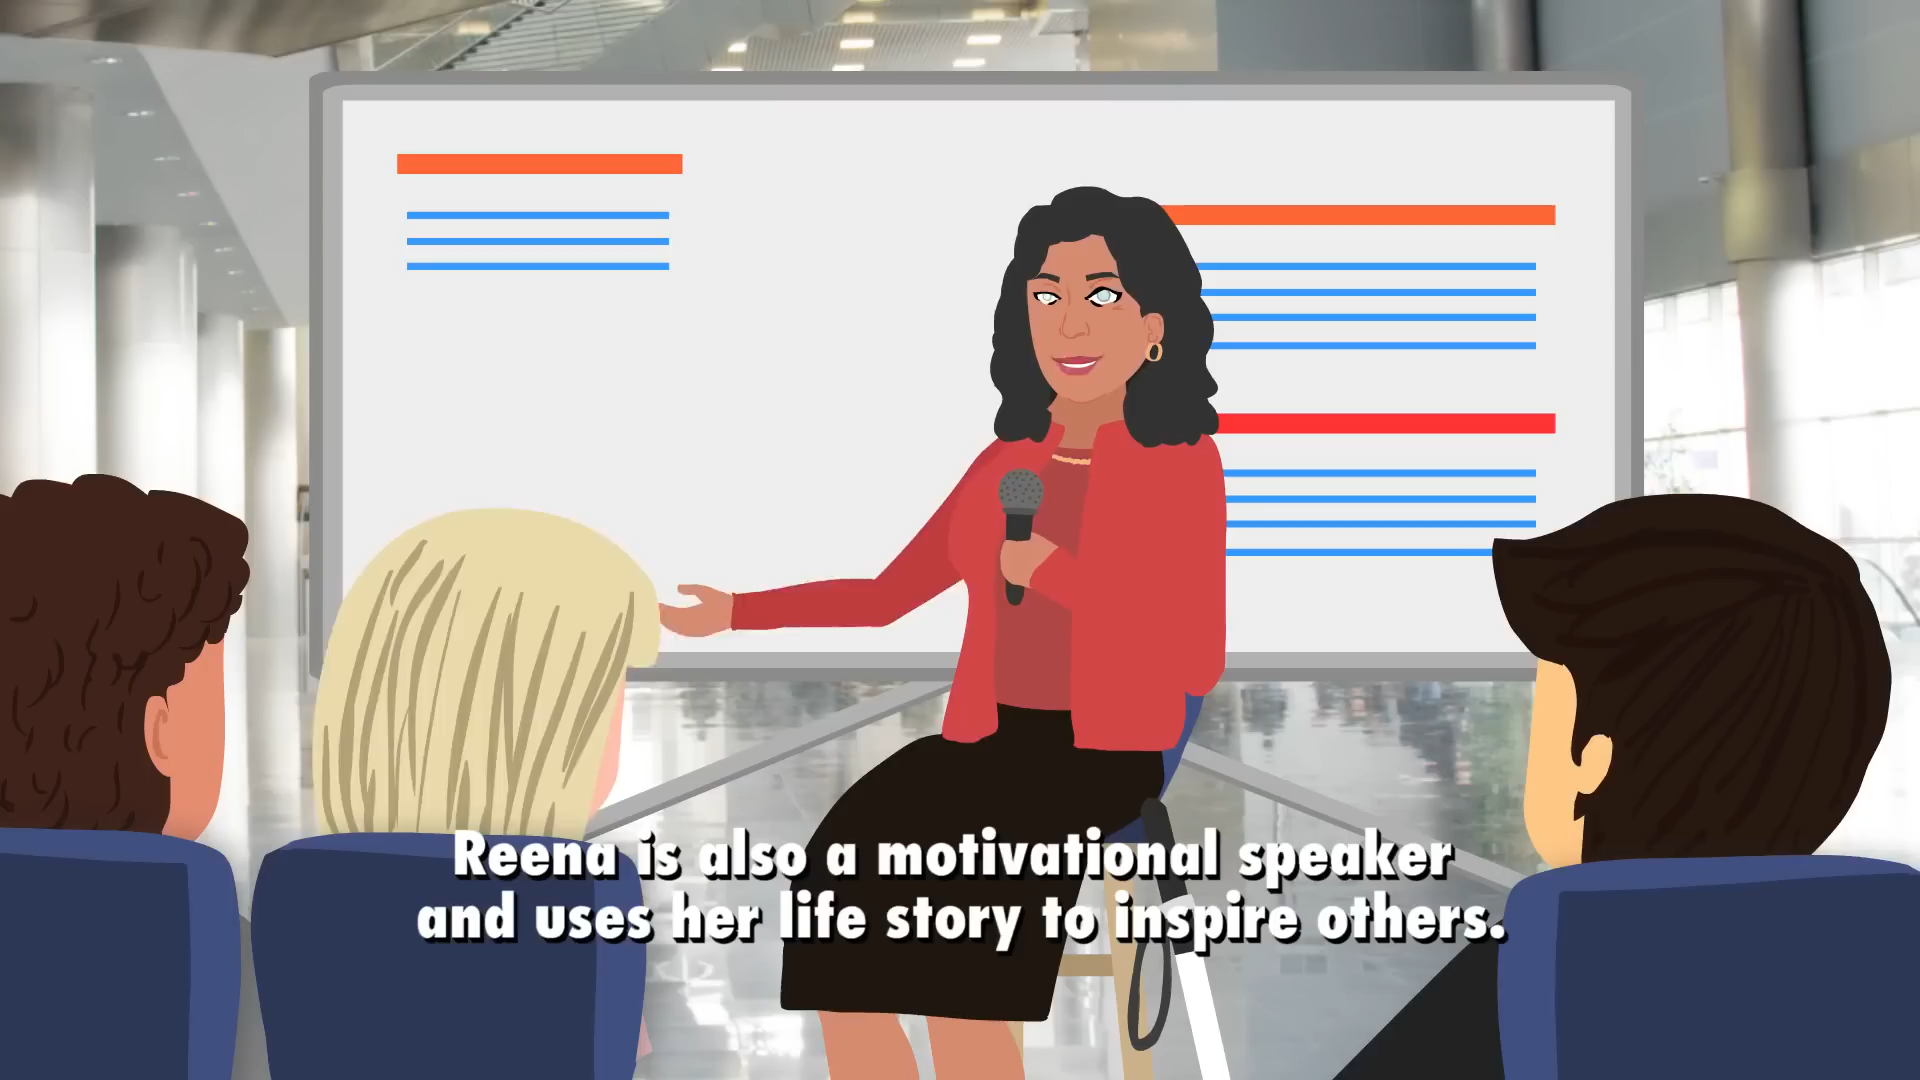 Reena is also a motivational speaker
and uses her life story to inspire others.